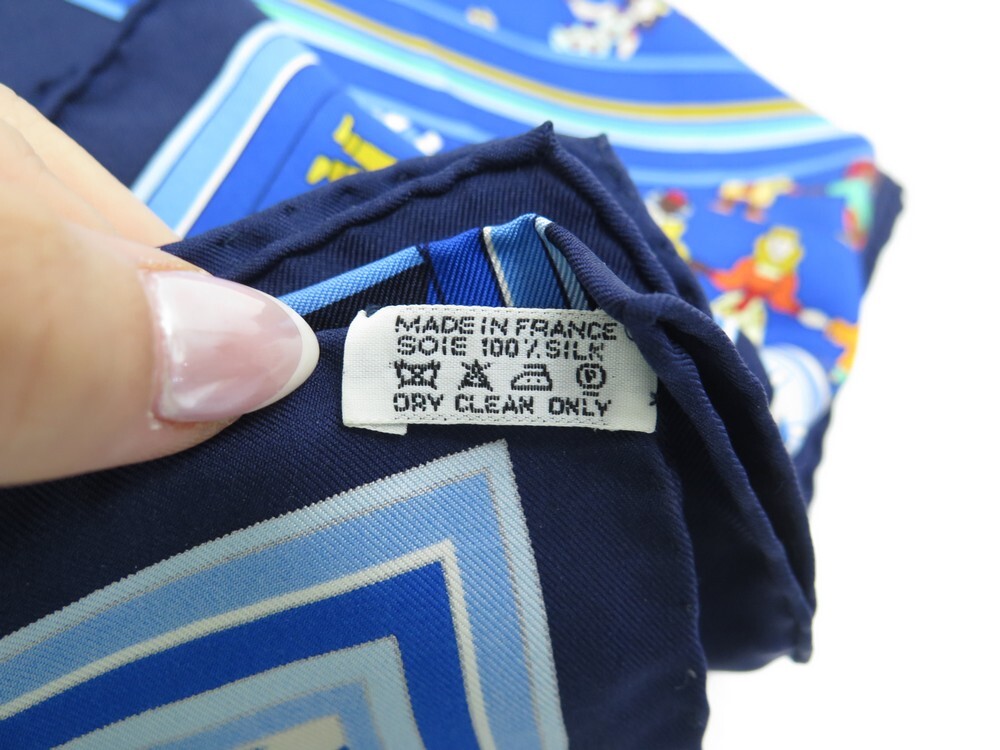 MADE IN FRANCE
SOIE 100% SILK
DRY CLEAN ONLY